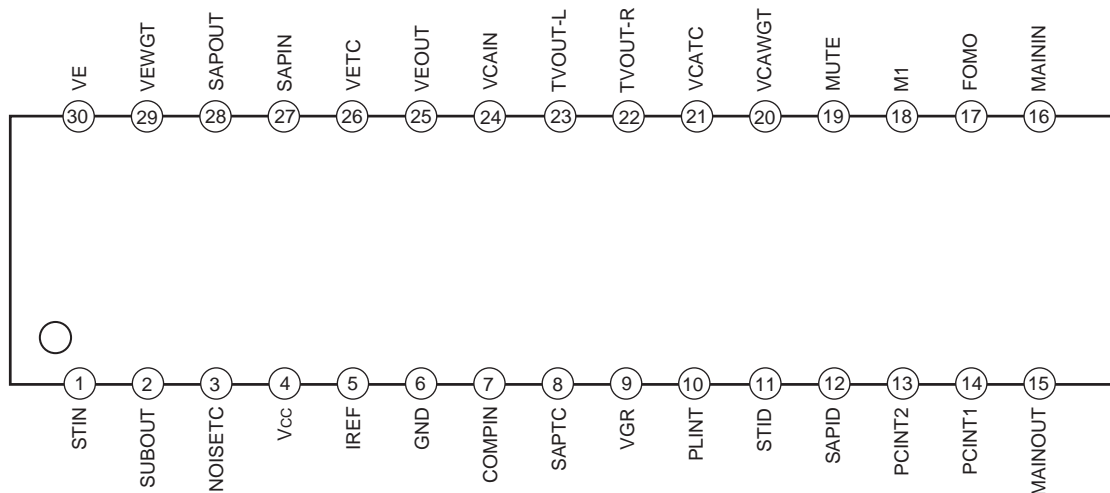 VE VEWGT SAPOUT SAPIN VETC VEOUT VCAIN TVOUT-L TVOUT-R VCATC VCAWGT MUTE M1 FOMO MAININ
30 29 28 27 26 25 24 23 22 21 20 19 18 17 16
1 2 3 4 5 6 7 8 9 10 11 12 13 14 15
STIN SUBOUT NOISETC Vcc IREF GND COMPIN SAPTC VGR PLINT STID SAPID PCINT2 PCINT1 MAINOUT